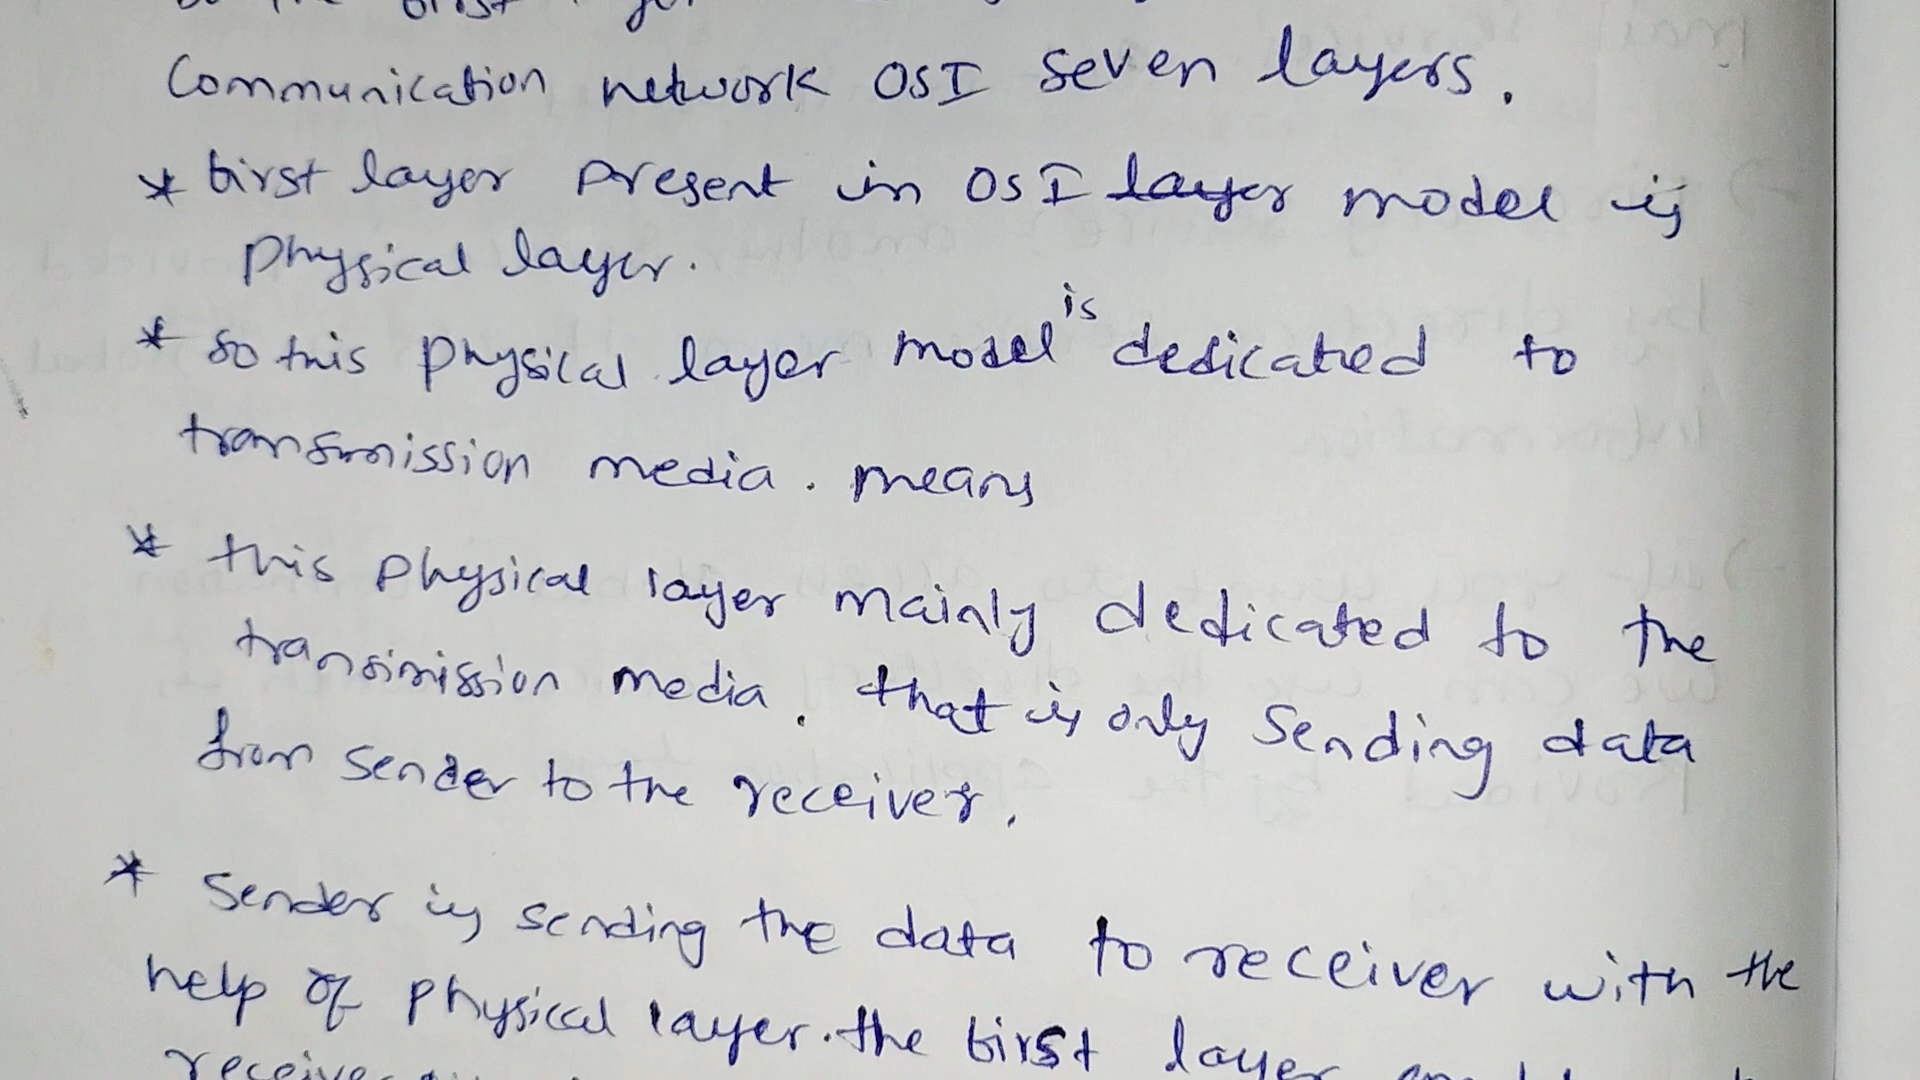 Communication network OSI seven layers.
* first layer present in OSI layer model is
physical layer.
* so this physical layer model is dedicated to
transmission media. means
* this physical layer mainly dedicated to the
transimission media. that is only sending data
from sender to the receiver.
* Sender is sending the data to receiver with the
help of physical layer. the first layer